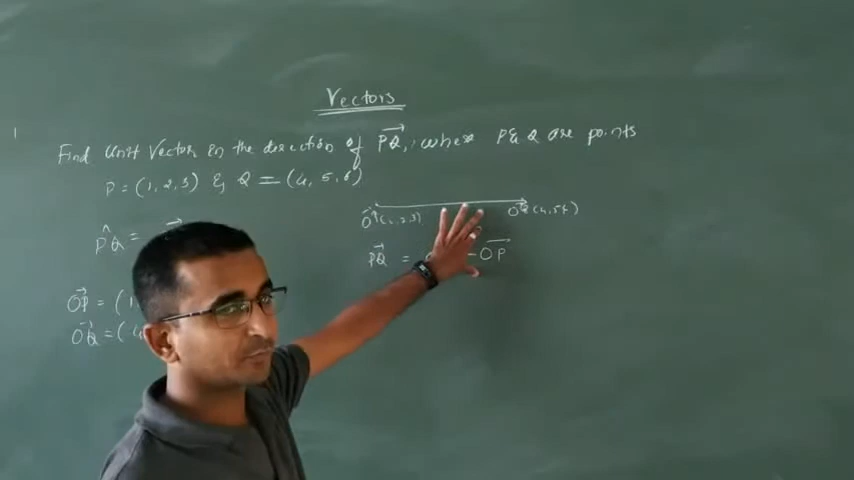 Vectors
Find Unit Vector in the direction of PQ, where P & Q are points
P = (1, 2, 3) & Q = (4, 5, 6)
OP (1, 2, 3) OQ (4, 5, 6)
PQ =
PQ = - OP
OP = (1,
OQ = (4